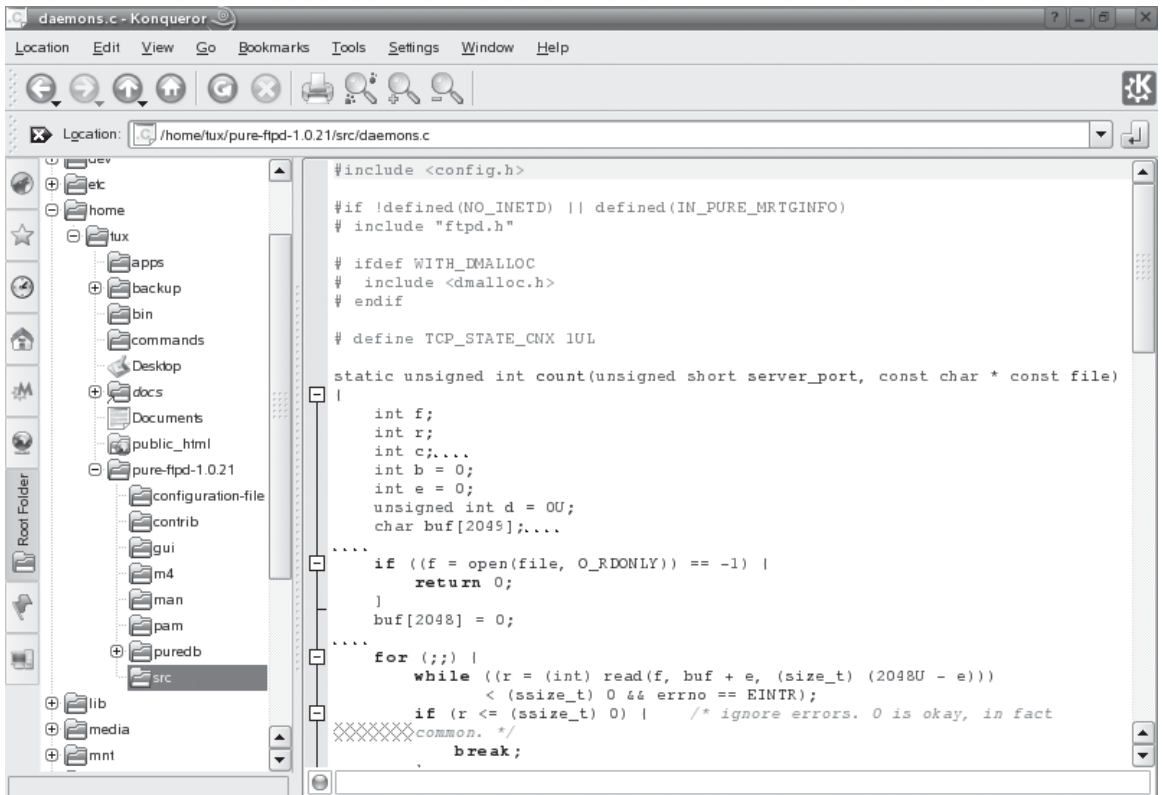 daemons.c - Konqueror
Location Edit View Go Bookmarks Tools Settings Window Help
Location: /home/tux/pure-ftpd-1.0.21/src/daemons.c
Root Folder
dev
etc
home
tux
apps
backup
bin
commands
Desktop
docs
Documents
public_html
pure-ftpd-1.0.21
configuration-file
contrib
gui
m4
man
pam
puredb
src
lib
media
mnt
#include <config.h>
#if !defined(NO_INETD) || defined(IN_PURE_MRTGINFO)
# include "ftpd.h"
# ifdef WITH_DMALLOC
#  include <dmalloc.h>
# endif
# define TCP_STATE_CNX 1UL
static unsigned int count(unsigned short server_port, const char * const file)
|
int f;
int r;
int c;....
int b = 0;
int e = 0;
unsigned int d = 0U;
char buf[2049];....
....
if ((f = open(file, O_RDONLY)) == -1) |
return 0;
]
buf[2048] = 0;
....
for (;;) |
while ((r = (int) read(f, buf + e, (size_t) (2048U - e)))
< (ssize_t) 0 && errno == EINTR);
if (r <= (ssize_t) 0) | /* ignore errors. 0 is okay, in fact
common. */
break;